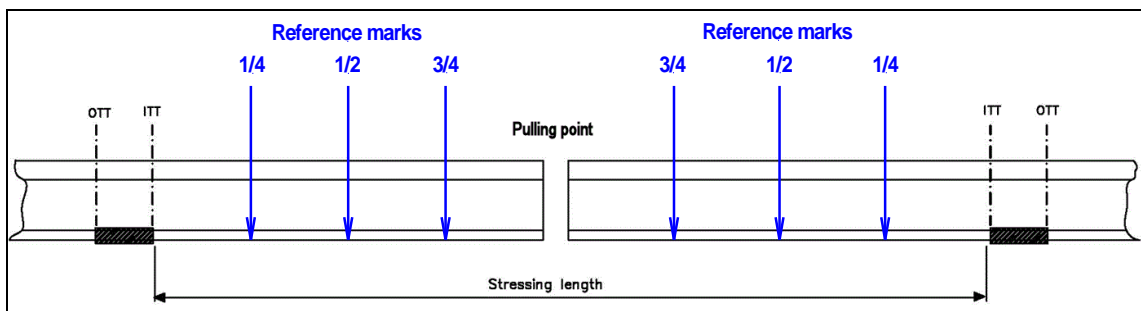 Reference marks Reference marks
1/4 1/2 3/4 3/4 1/2 1/4
OTT ITT ITT OTT
Pulling point
Stressing length